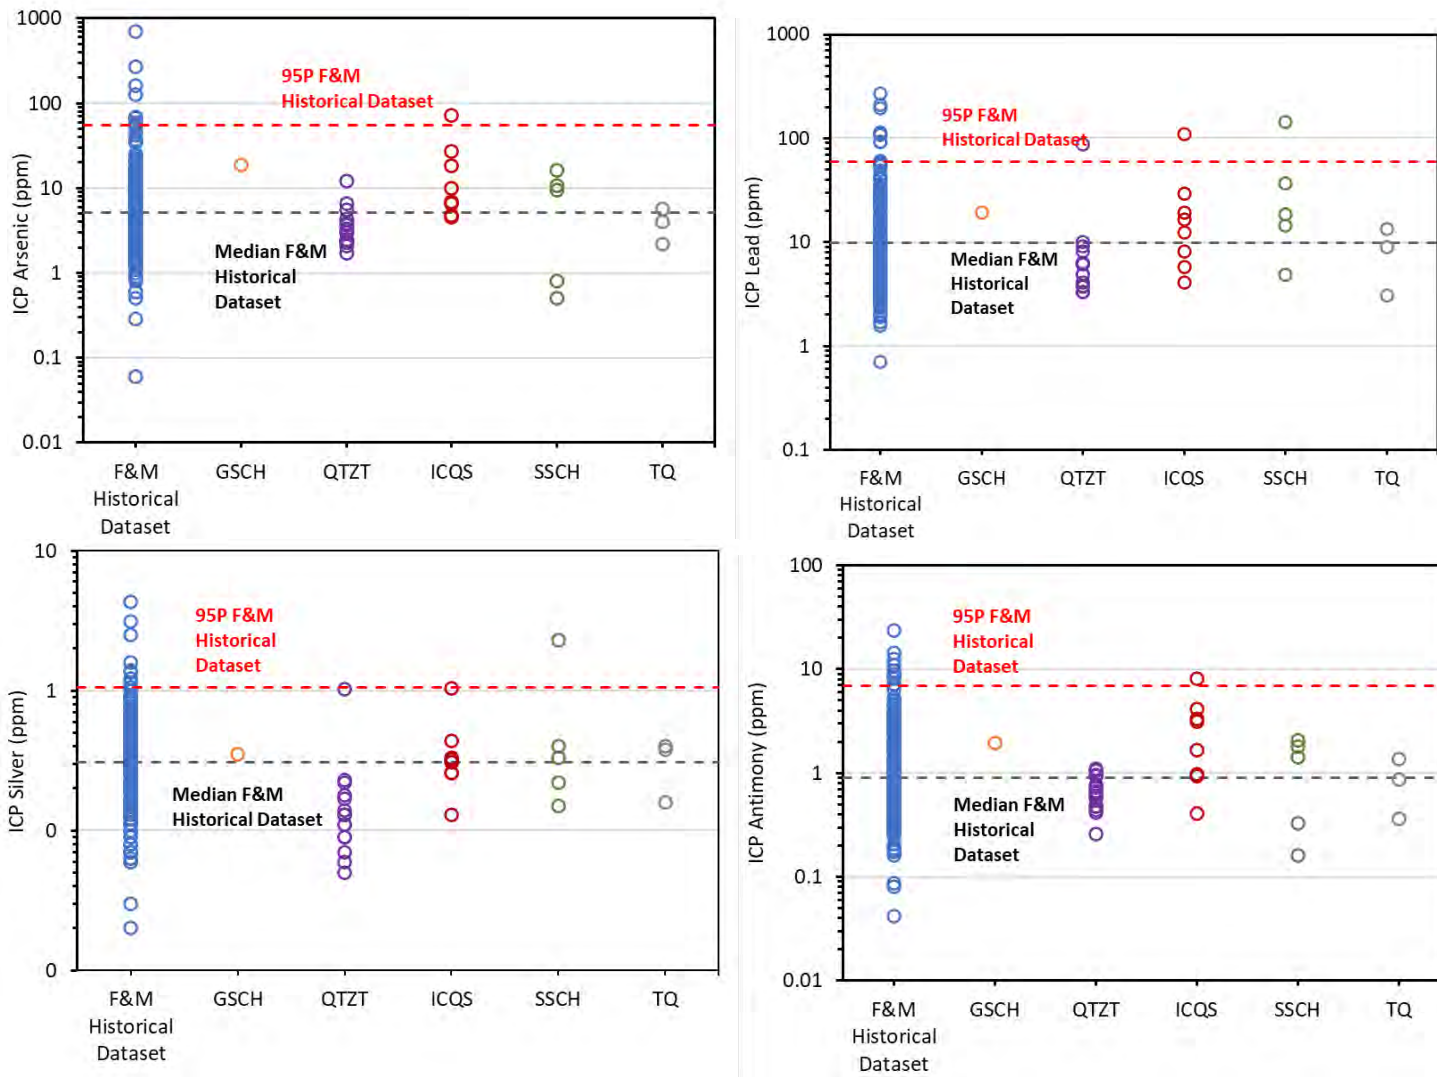 1000
100
10
1
0.1
0.01
ICP Arsenic (ppm)
95P F&M
Historical Dataset
Median F&M
Historical
Dataset
F&M
Historical
Dataset
GSCH
QTZT
ICQS
SSCH
TQ
1000
100
10
1
0.1
ICP Lead (ppm)
95P F&M
Historical Dataset
Median F&M
Historical
Dataset
F&M
Historical
Dataset
GSCH
QTZT
ICQS
SSCH
TQ
10
1
0
0
ICP Silver (ppm)
95P F&M
Historical
Dataset
Median F&M
Historical Dataset
F&M
Historical
Dataset
GSCH
QTZT
ICQS
SSCH
TQ
100
10
1
0.1
0.01
ICP Antimony (ppm)
95P F&M
Historical
Dataset
Median F&M
Historical
Dataset
F&M
Historical
Dataset
GSCH
QTZT
ICQS
SSCH
TQ